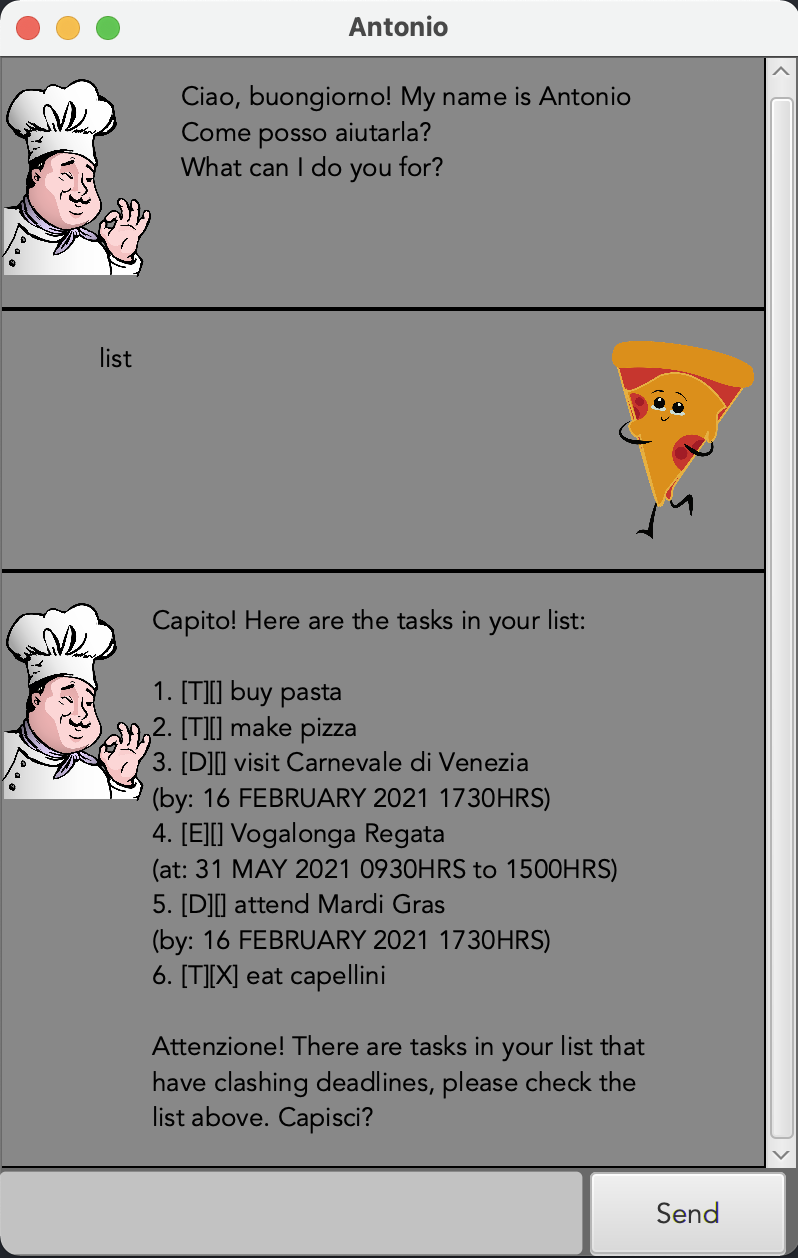 Antonio
Ciao, buongiorno! My name is Antonio
Come posso aiutarla?
What can I do you for?
list
Capito! Here are the tasks in your list:
1. [T][] buy pasta
2. [T][] make pizza
3. [D][] visit Carnevale di Venezia
(by: 16 FEBRUARY 2021 1730HRS)
4. [E][] Vogalonga Regata
(at: 31 MAY 2021 0930HRS to 1500HRS)
5. [D][] attend Mardi Gras
(by: 16 FEBRUARY 2021 1730HRS)
6. [T][X] eat capellini
Attenzione! There are tasks in your list that
have clashing deadlines, please check the
list above. Capisci?
Send